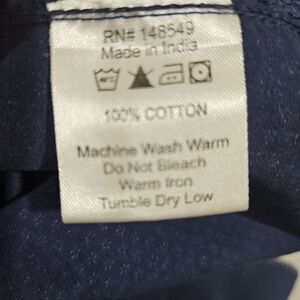 RN# 148549
Made in India
100% COTTON
Machine Wash Warm
Do Not Bleach
Warm Iron
Tumble Dry Low